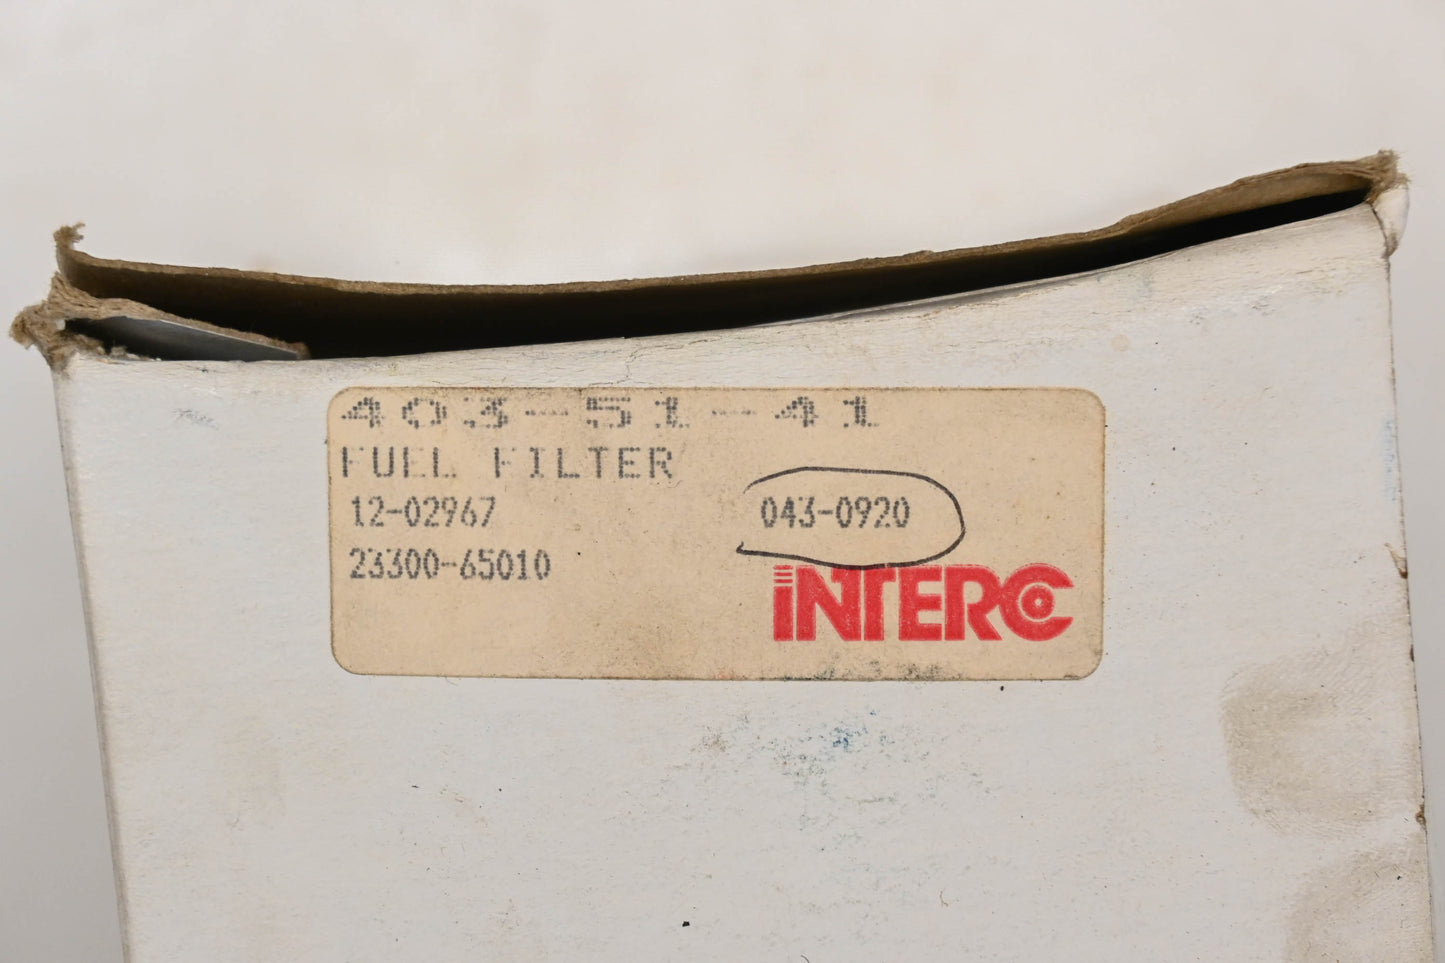 403-51-41
FUEL FILTER
12-02967 043-0920
23300-65010
INTERCO